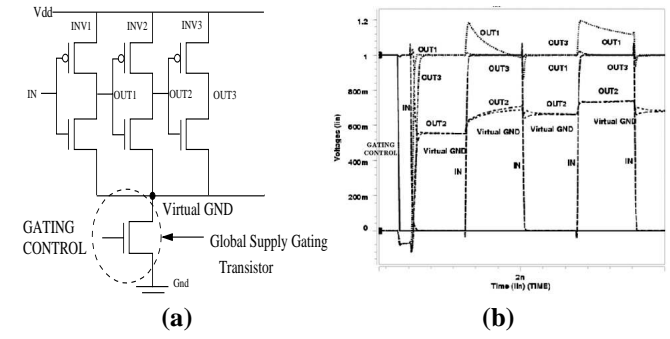 Vdd
INV1 INV2 INV3
IN OUT1 OUT2 OUT3
Virtual GND
GATING
CONTROL
Global Supply Gating
Transistor
Gnd
(a)
1.2
OUT1 OUT1
1
OUT1 OUT3 OUT3
OUT3 OUT3 OUT1
800m
OUT2
IN OUT2
OUT2 OUT2
600m
Virtual GND
Virtual GND
Voltages (lin)
GATING
CONTROL
Virtual GND
400m
IN IN IN
200m
0
2n
Time (lin) (TIME)
(b)